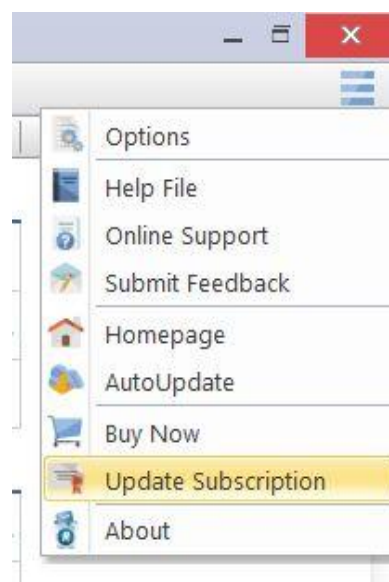 Options
Help File
Online Support
Submit Feedback
Homepage
AutoUpdate
Buy Now
Update Subscription
About